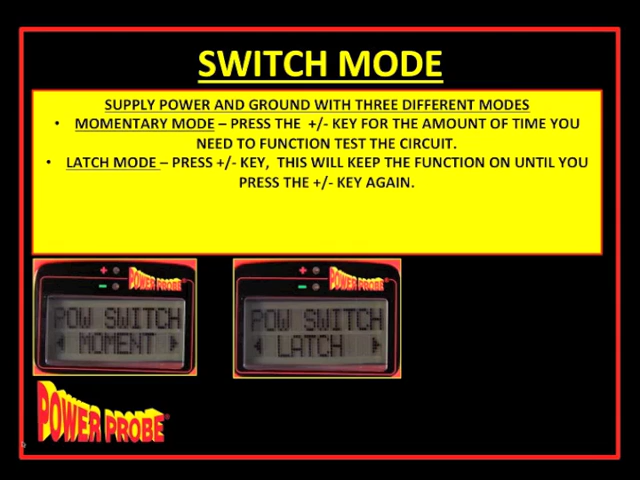 SWITCH MODE
SUPPLY POWER AND GROUND WITH THREE DIFFERENT MODES
• MOMENTARY MODE – PRESS THE +/- KEY FOR THE AMOUNT OF TIME YOU
NEED TO FUNCTION TEST THE CIRCUIT.
• LATCH MODE – PRESS +/- KEY, THIS WILL KEEP THE FUNCTION ON UNTIL YOU
PRESS THE +/- KEY AGAIN.
+
- POWER PROBE®
POW SWITCH
MOMENT
+
- POWER PROBE®
POW SWITCH
LATCH
POWER PROBE®